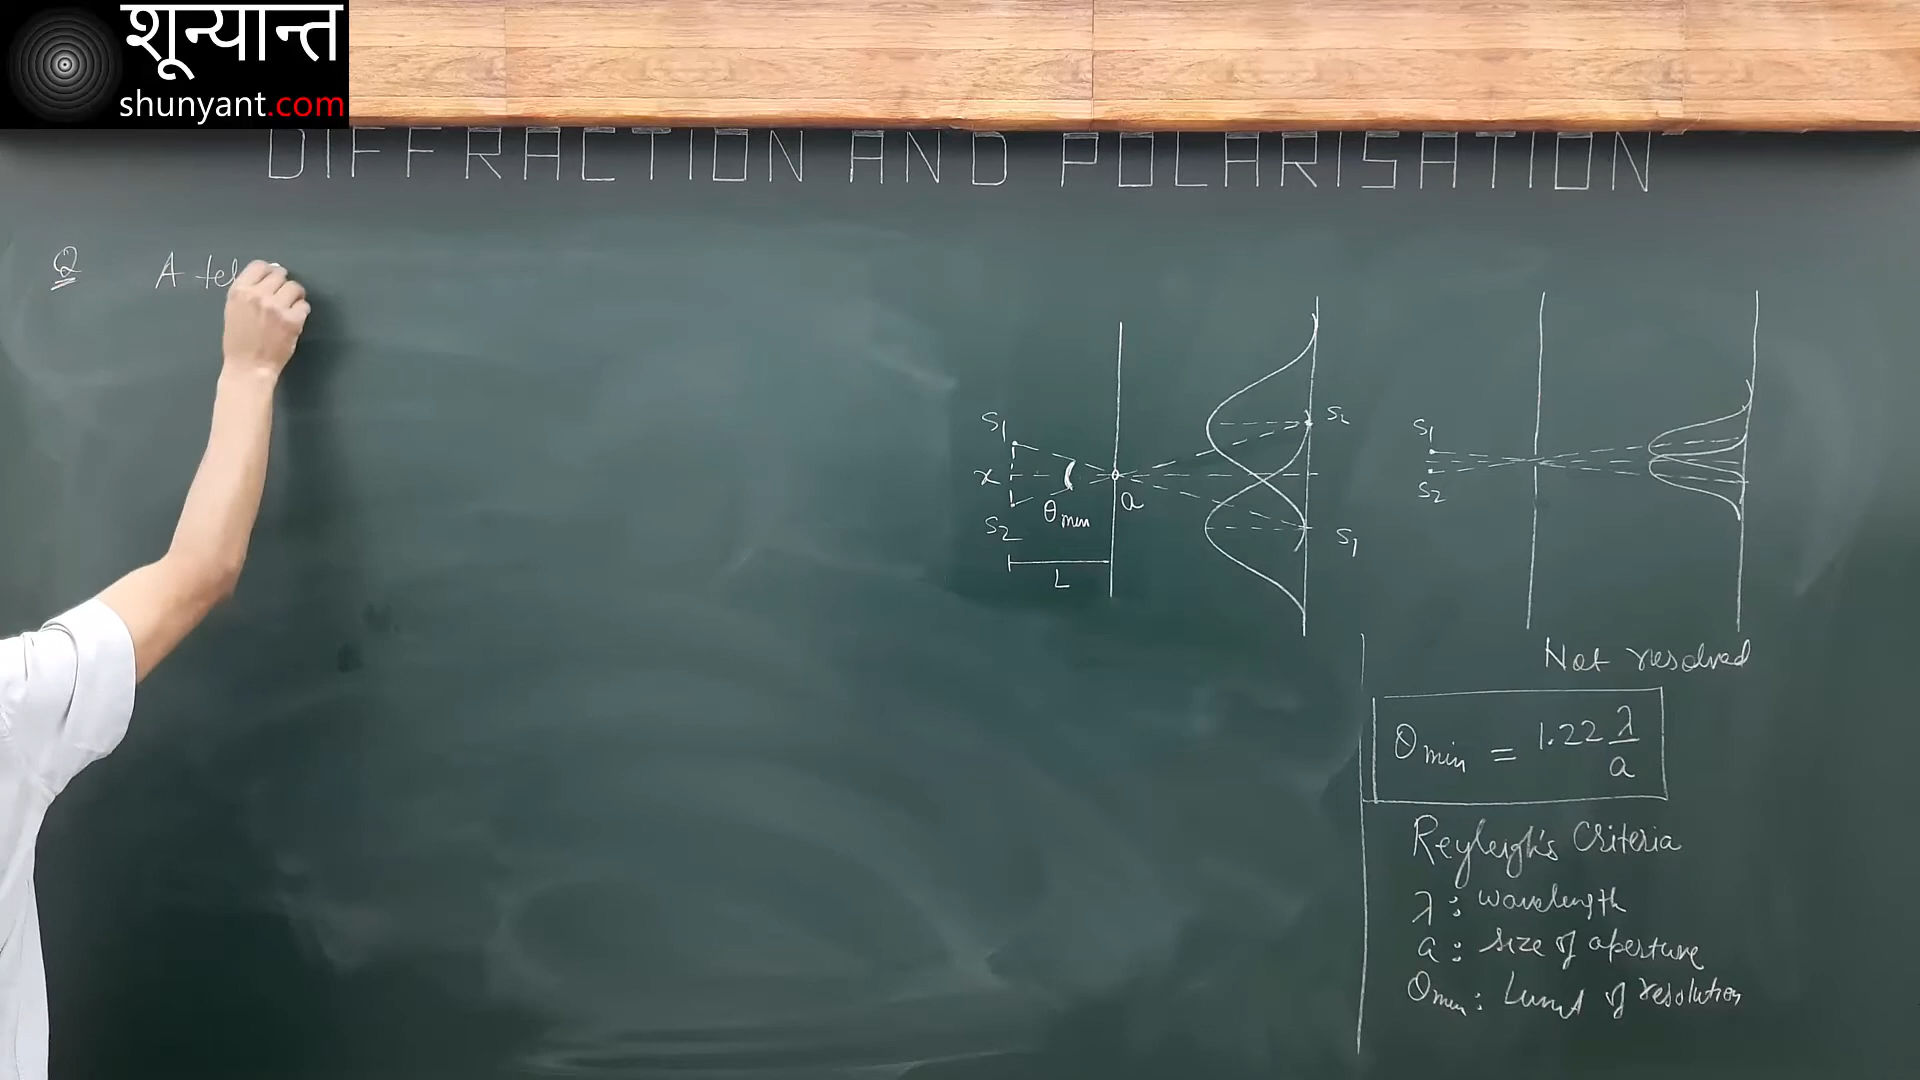 शून्यान्त
shunyant.com
DIFFRACTION AND POLARISATION
Q A tel
S1
x
S2
θmin
a
L
S2
S1
S1
S2
Not resolved
θmin = 1.22 λ/a
Reyleigh's Criteria
λ : wavelength
a : size of aperture
θmin : Limit of resolution